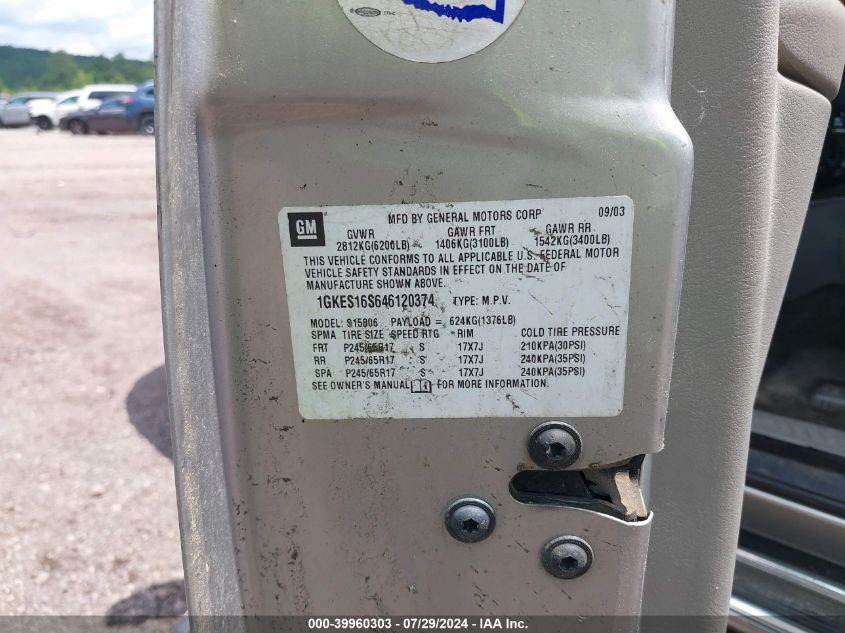 GM
MFD BY GENERAL MOTORS CORP 09/03
GVWR GAWR FRT GAWR RR
2812KG(6200LB) 1406KG(3100LB) 1542KG(3400LB)
THIS VEHICLE CONFORMS TO ALL APPLICABLE U.S. FEDERAL MOTOR
VEHICLE SAFETY STANDARDS IN EFFECT ON THE DATE OF
MANUFACTURE SHOWN ABOVE.
1GKES16S646120374 TYPE: M.P.V.
MODEL: S15806 PAYLOAD = 624KG(1376LB)
SPMA TIRE SIZE SPEED RTG RIM COLD TIRE PRESSURE
FRT P245/65R17 S 17X7J 210KPA(30PSI)
RR P245/65R17 S 17X7J 240KPA(35PSI)
SPA P245/65R17 S 17X7J 240KPA(35PSI)
SEE OWNER'S MANUAL FOR MORE INFORMATION.
000-39960303 - 07/29/2024 - IAA Inc.